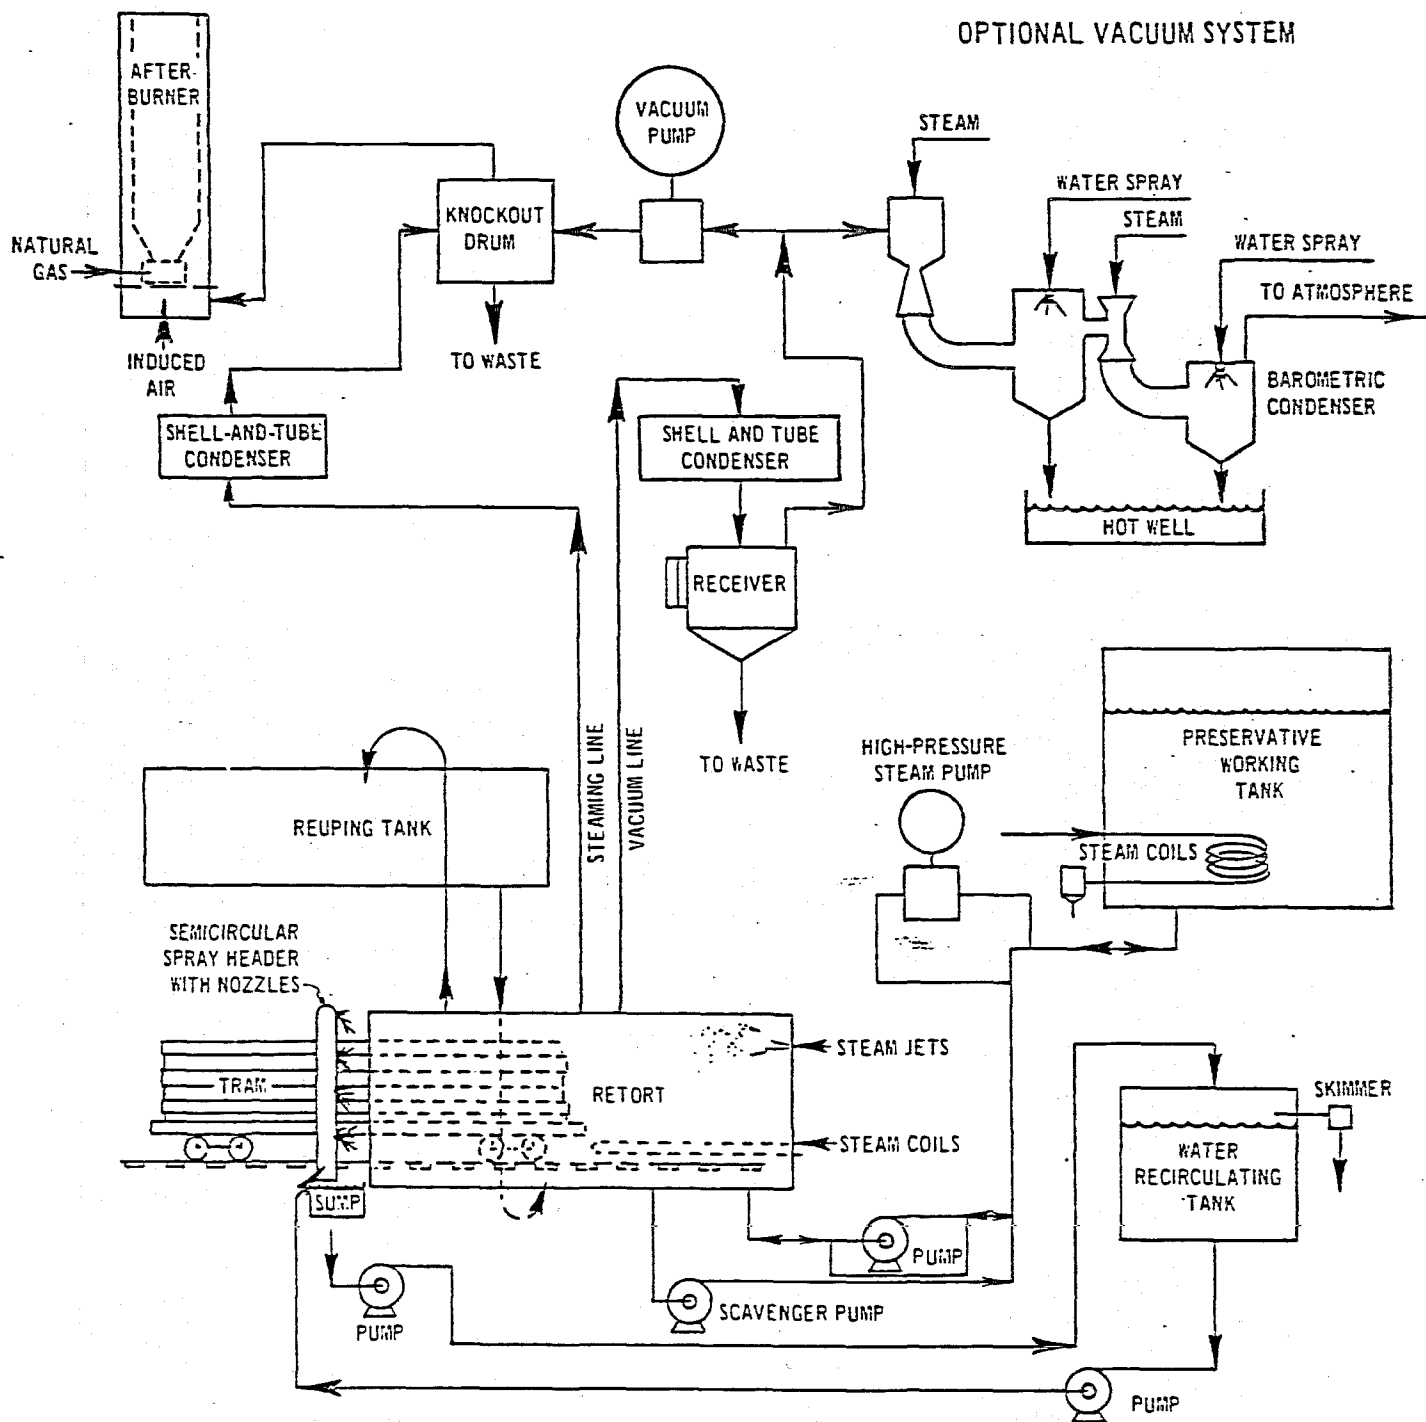 OPTIONAL VACUUM SYSTEM
AFTER-
BURNER
VACUUM
PUMP
STEAM
WATER SPRAY
STEAM
WATER SPRAY
KNOCKOUT
DRUM
NATURAL
GAS
TO ATMOSPHERE
INDUCED
AIR
TO WASTE
BAROMETRIC
CONDENSER
SHELL-AND-TUBE
CONDENSER
SHELL AND TUBE
CONDENSER
HOT WELL
RECEIVER
TO WASTE
STEAMING LINE
VACUUM LINE
HIGH-PRESSURE
STEAM PUMP
PRESERVATIVE
WORKING
TANK
REUPING TANK
STEAM COILS
SEMICIRCULAR
SPRAY HEADER
WITH NOZZLES
STEAM JETS
TRAM
RETORT
SKIMMER
STEAM COILS
WATER
RECIRCULATING
TANK
SUMP
PUMP
SCAVENGER PUMP
PUMP
PUMP